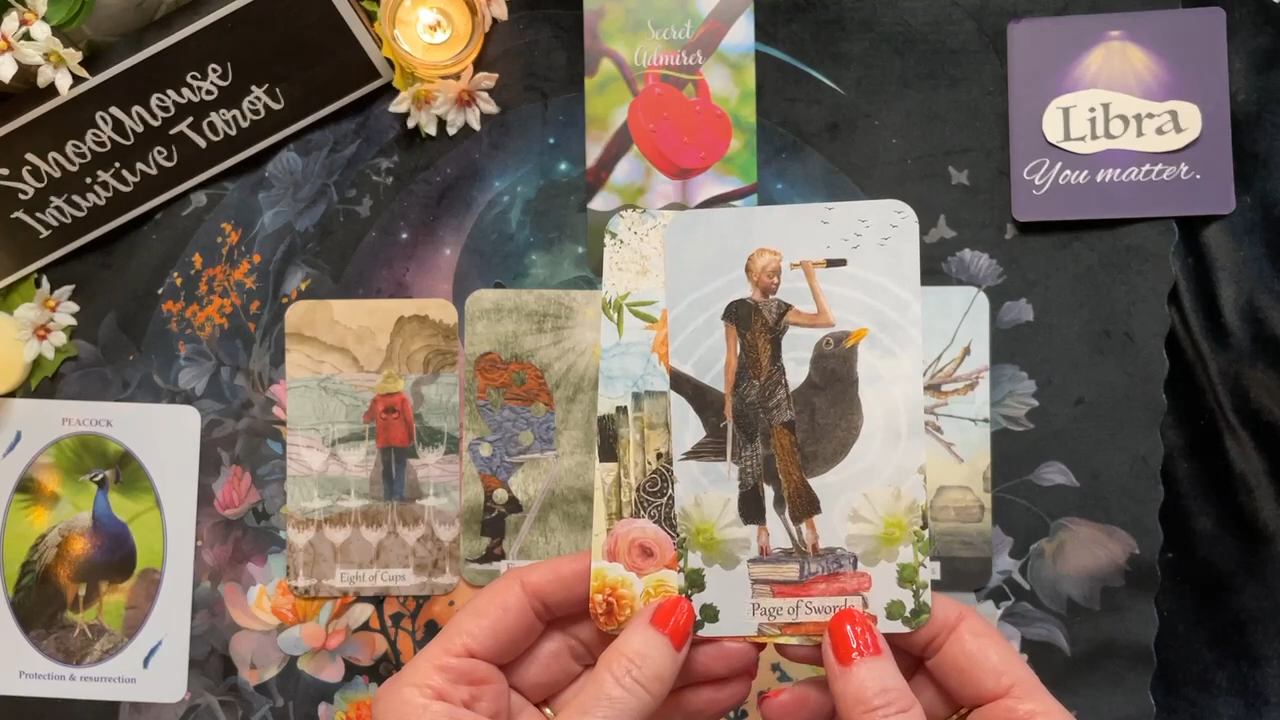 Schoolhouse
Intuitive Tarot
Secret
Admirer
Libra
You matter.
PEACOCK
Protection & resurrection
Eight of Cups
Page of Swords